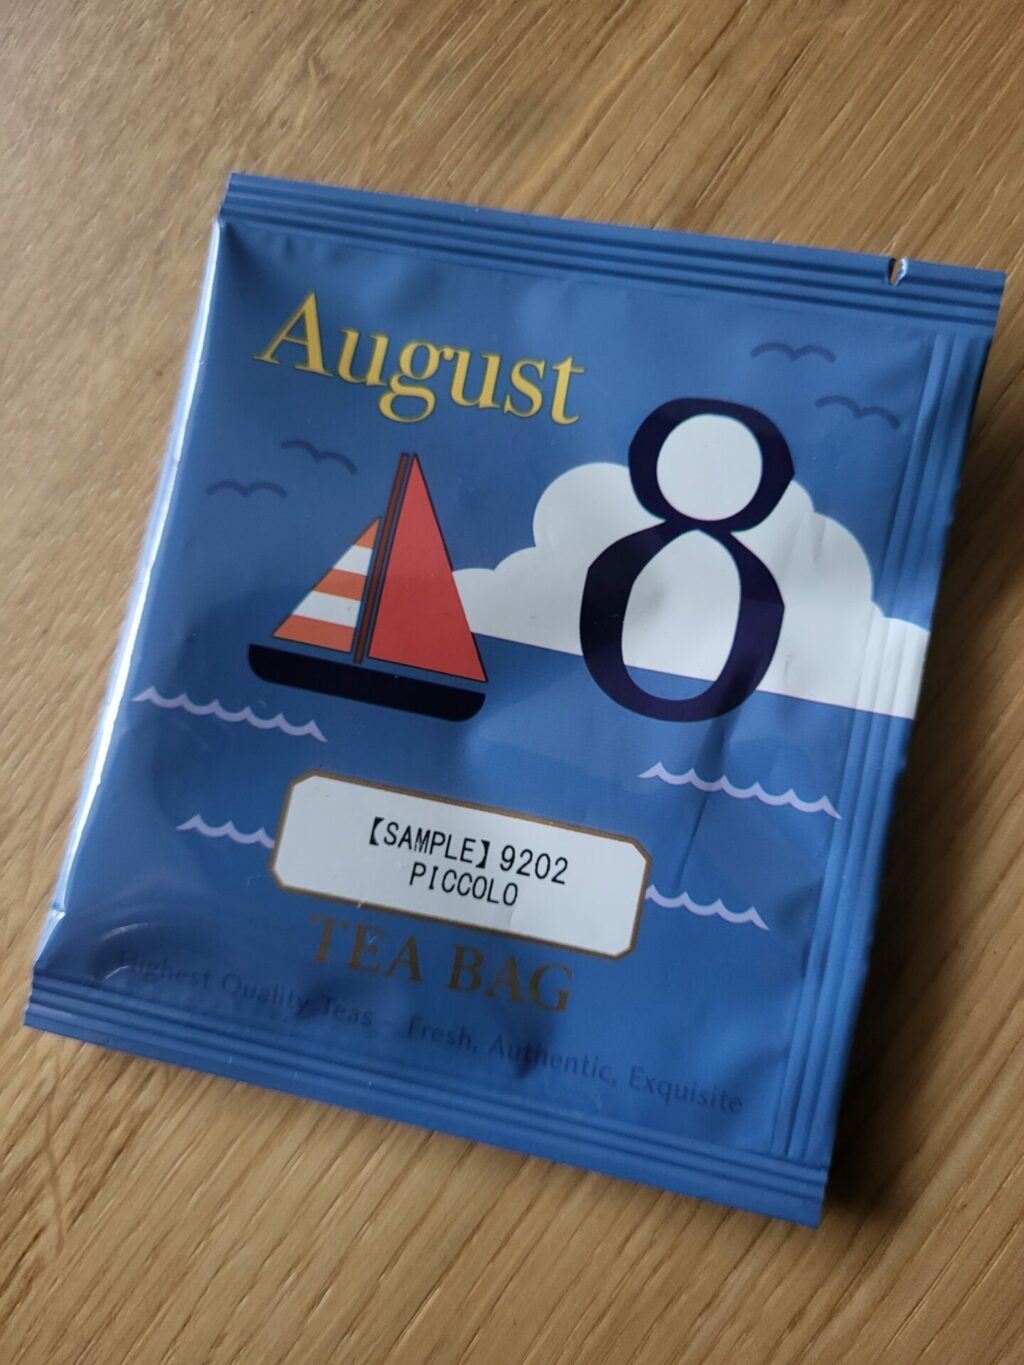 August
8
【SAMPLE】9202
PICCOLO
TEA BAG
Highest Quality Teas - Fresh, Authentic, Exquisite